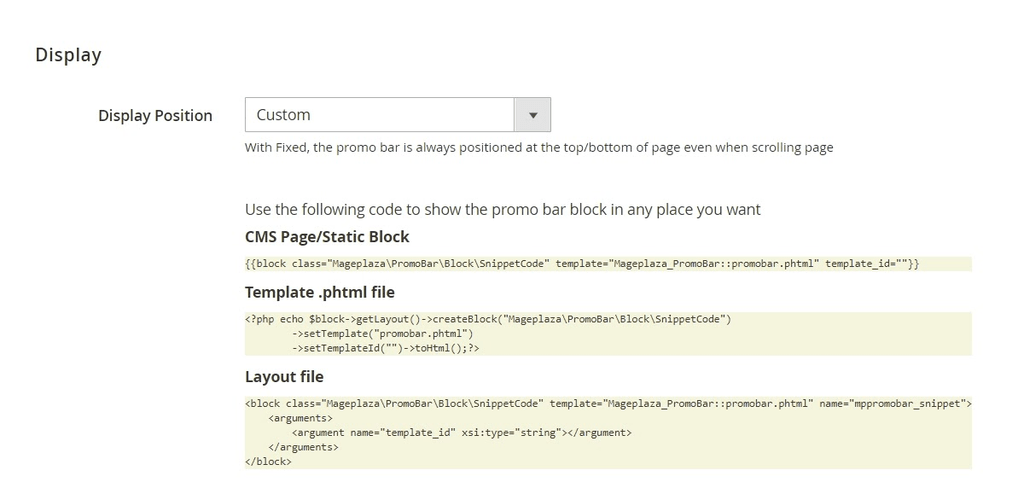 Display
Display Position
Custom
With Fixed, the promo bar is always positioned at the top/bottom of page even when scrolling page
Use the following code to show the promo bar block in any place you want
CMS Page/Static Block
{{block class="Mageplaza\PromoBar\Block\SnippetCode" template="Mageplaza_PromoBar::promobar.phtml" template_id=""}}
Template .phtml file
<?php echo $block->getLayout()->createBlock("Mageplaza\PromoBar\Block\SnippetCode")
->setTemplate("promobar.phtml")
->setTemplateId("")->toHtml();?>
Layout file
<block class="Mageplaza\PromoBar\Block\SnippetCode" template="Mageplaza_PromoBar::promobar.phtml" name="mppromobar_snippet">
<arguments>
<argument name="template_id" xsi:type="string"></argument>
</arguments>
</block>